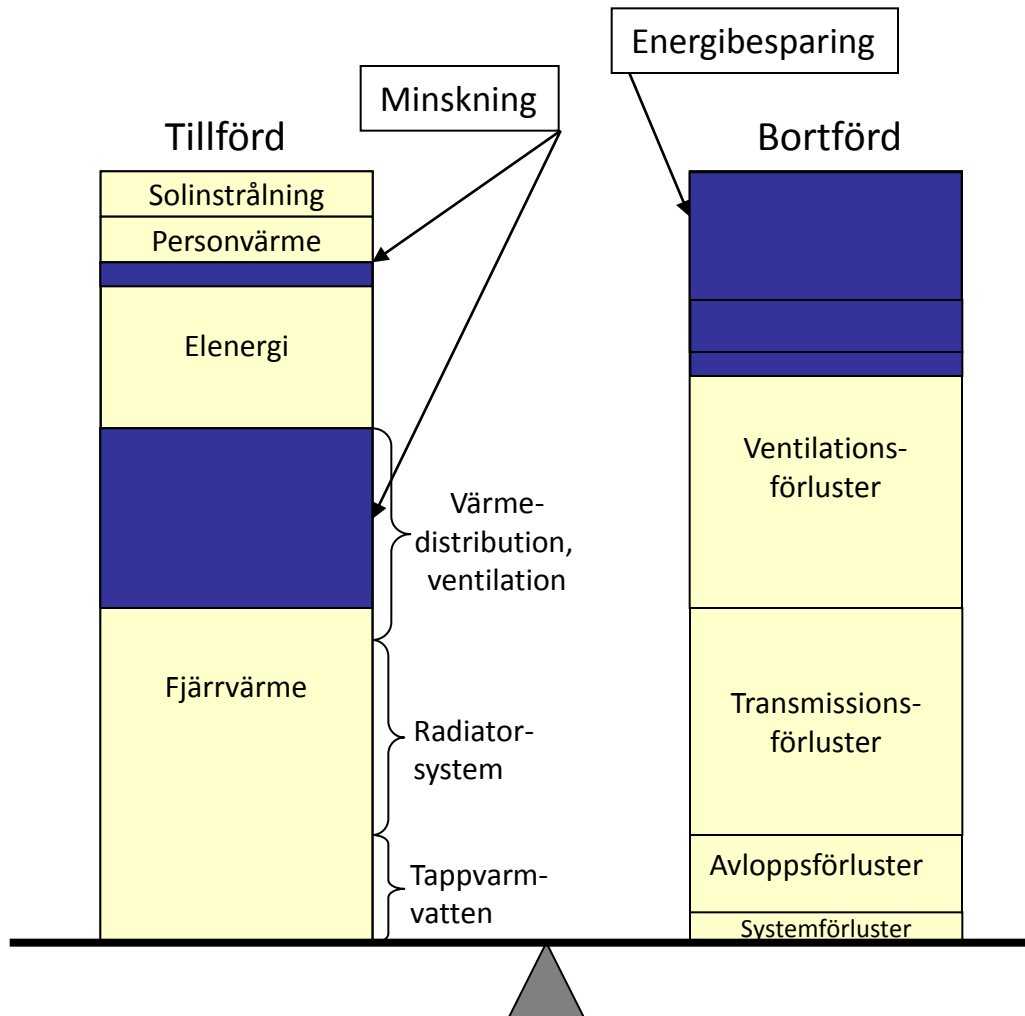 Energibesparing
Minskning
Tillförd
Bortförd
Solinstrålning
Personvärme
Elenergi
Fjärrvärme
Värme-
distribution,
ventilation
Radiator-
system
Tappvarm-
vatten
Ventilations-
förluster
Transmissions-
förluster
Avloppsförluster
Systemförluster